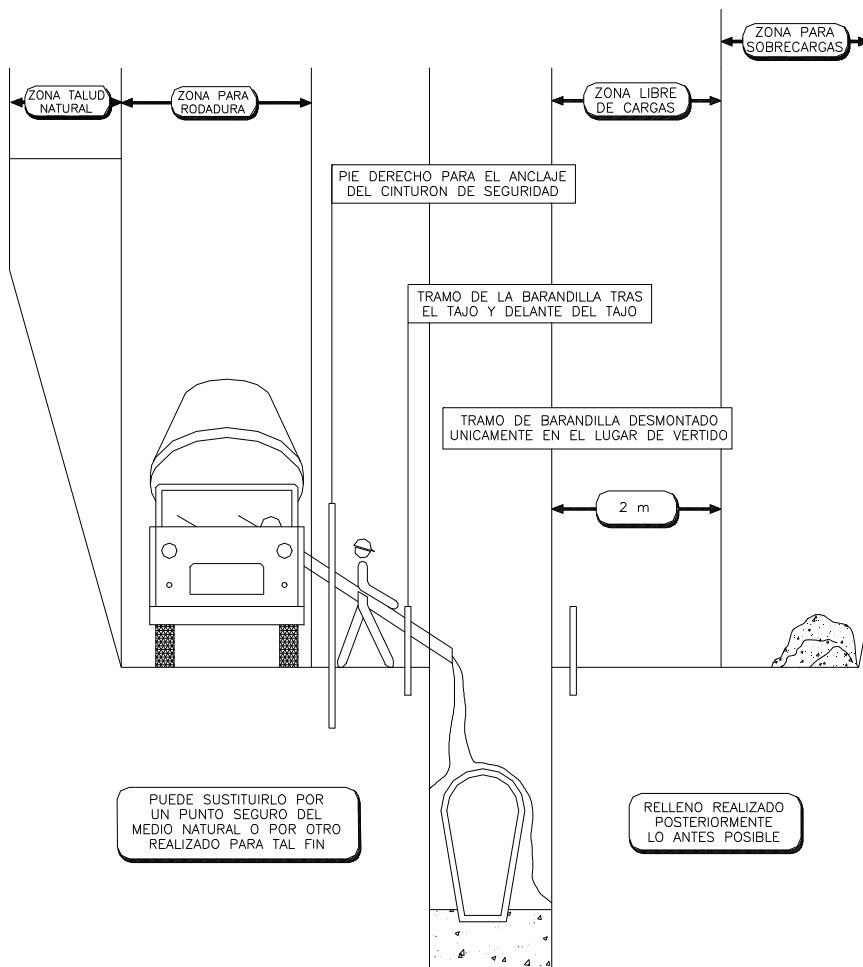 ZONA PARA
SOBRECARGAS
ZONA TALUD
NATURAL
ZONA PARA
RODADURA
ZONA LIBRE
DE CARGAS
PIE DERECHO PARA EL ANCLAJE
DEL CINTURON DE SEGURIDAD
TRAMO DE LA BARANDILLA TRAS
EL TAJO Y DELANTE DEL TAJO
TRAMO DE BARANDILLA DESMONTADO
UNICAMENTE EN EL LUGAR DE VERTIDO
2 m
PUEDE SUSTITUIRLO POR
UN PUNTO SEGURO DEL
MEDIO NATURAL O POR OTRO
REALIZADO PARA TAL FIN
RELLENO REALIZADO
POSTERIORMENTE
LO ANTES POSIBLE